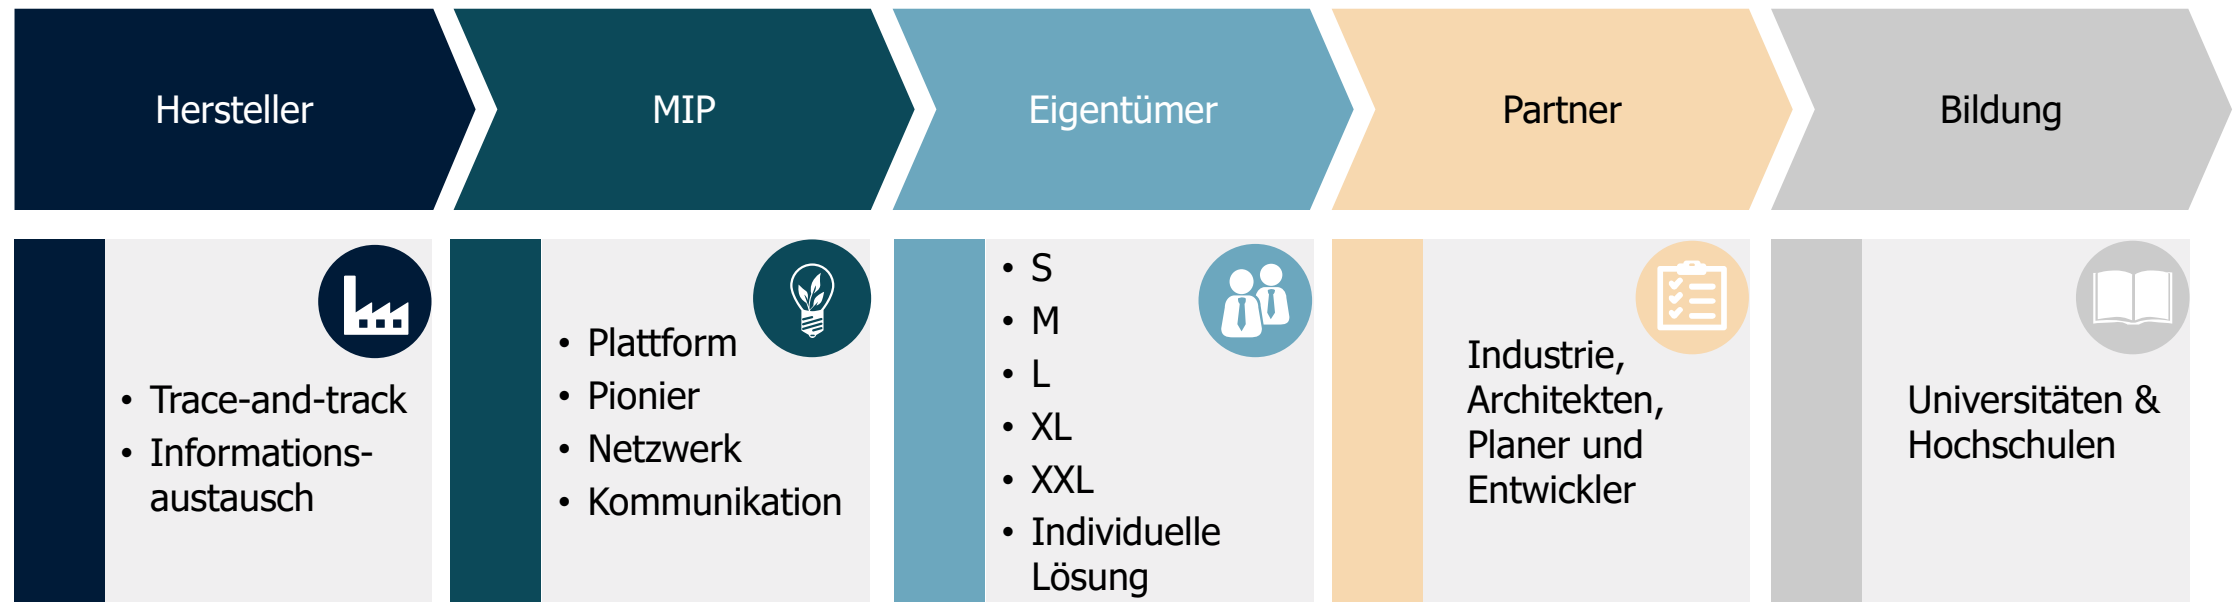 Hersteller
MIP
Eigentümer
Partner
Bildung
• Trace-and-track
• Informations-
austausch
• Plattform
• Pionier
• Netzwerk
• Kommunikation
• S
• M
• L
• XL
• XXL
• Individuelle
Lösung
Industrie,
Architekten,
Planer und
Entwickler
Universitäten &
Hochschulen